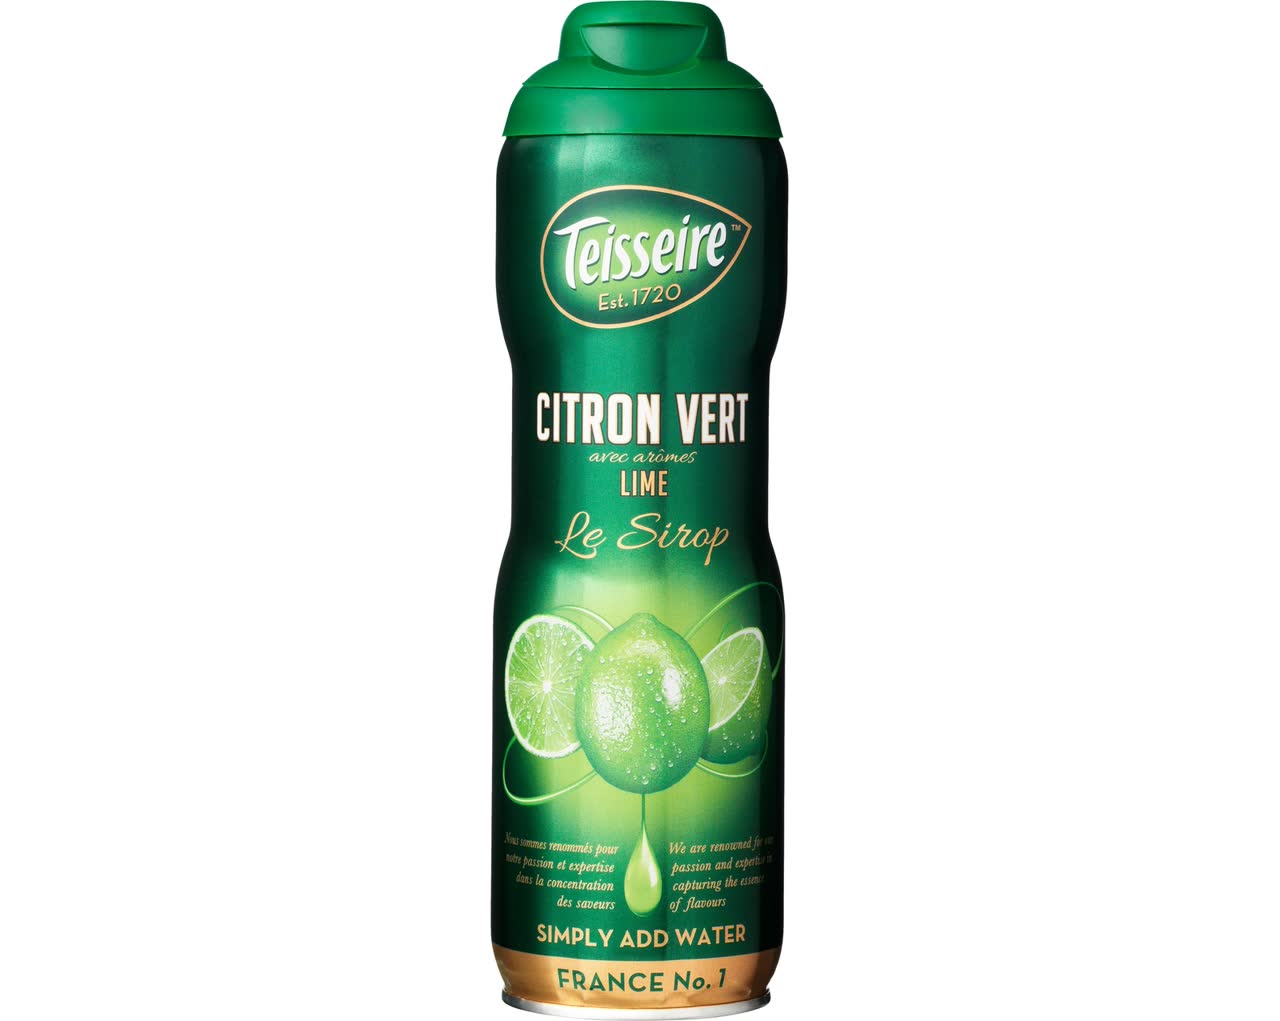 Teisseire™
Est. 1720
CITRON VERT
avec arômes
LIME
Le Sirop
Nous sommes renommés pour
notre passion et expertise
dans la concentration
des saveurs
We are renowned for our
passion and expertise in
capturing the essence
of flavours
SIMPLY ADD WATER
FRANCE No. 1